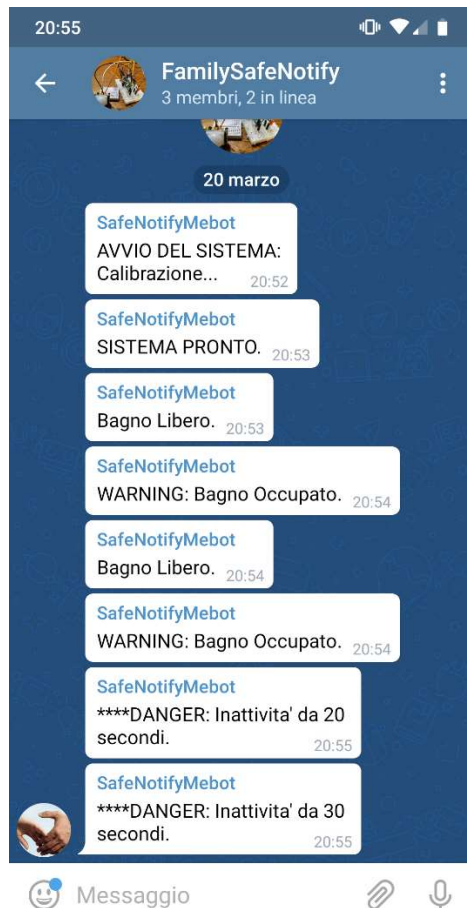 20:55
FamilySafeNotify
3 membri, 2 in linea
20 marzo
SafeNotifyMebot
AVVIO DEL SISTEMA:
Calibrazione...
20:52
SafeNotifyMebot
SISTEMA PRONTO.
20:53
SafeNotifyMebot
Bagno Libero.
20:53
SafeNotifyMebot
WARNING: Bagno Occupato.
20:54
SafeNotifyMebot
Bagno Libero.
20:54
SafeNotifyMebot
WARNING: Bagno Occupato.
20:54
SafeNotifyMebot
****DANGER: Inattivita' da 20
secondi.
20:55
SafeNotifyMebot
****DANGER: Inattivita' da 30
secondi.
20:55
Messaggio